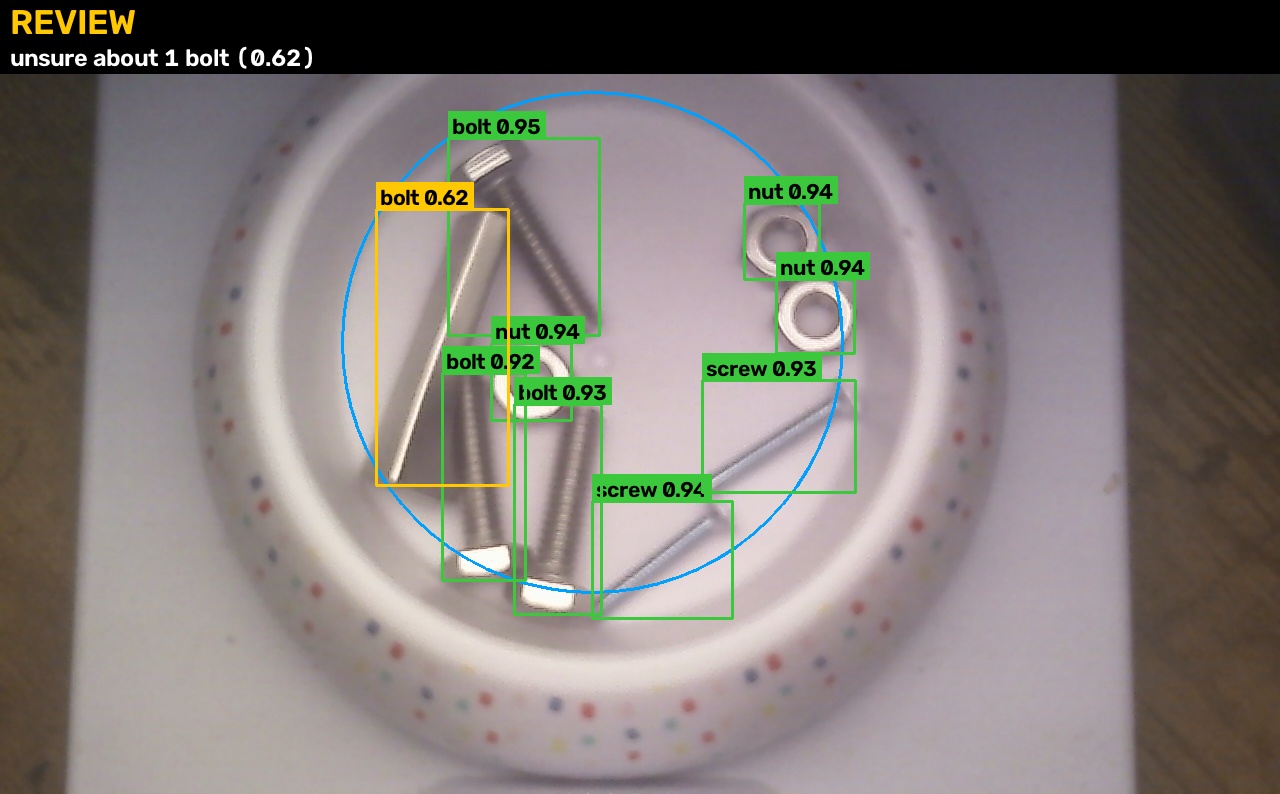 REVIEW
unsure about 1 bolt (0.62)
bolt 0.95
bolt 0.62
nut 0.94
nut 0.94
nut 0.94
bolt 0.92
screw 0.93
bolt 0.93
screw 0.94